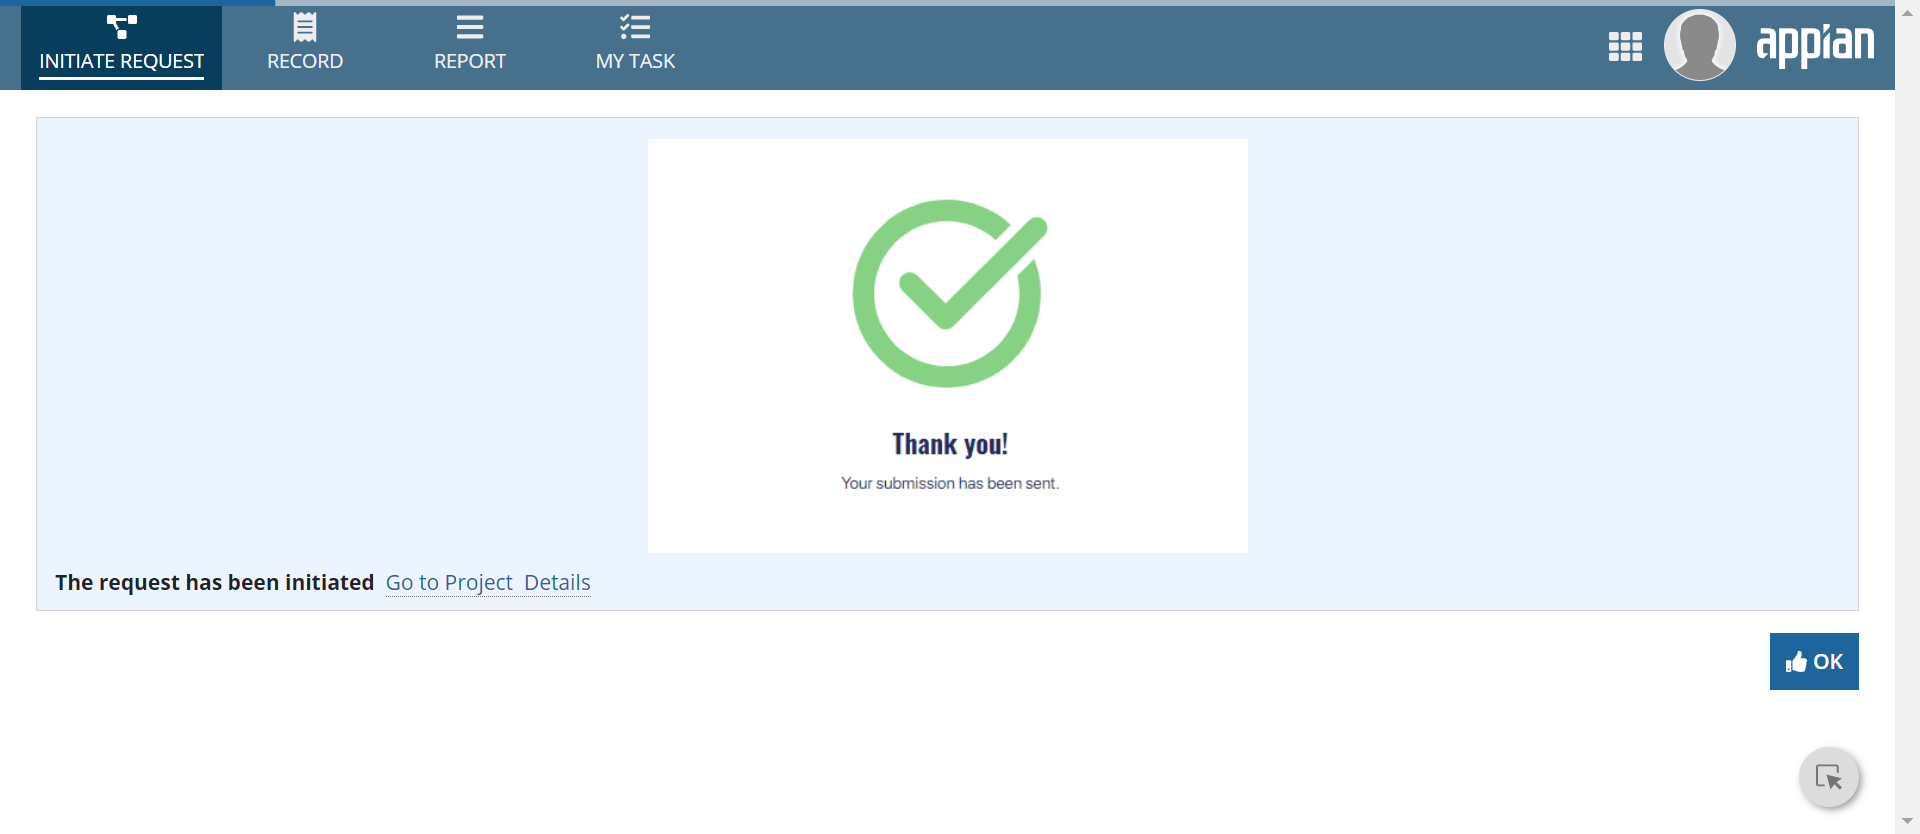 INITIATE REQUEST
RECORD
REPORT
MY TASK
appian
Thank you!
Your submission has been sent.
The request has been initiated Go to Project Details
OK